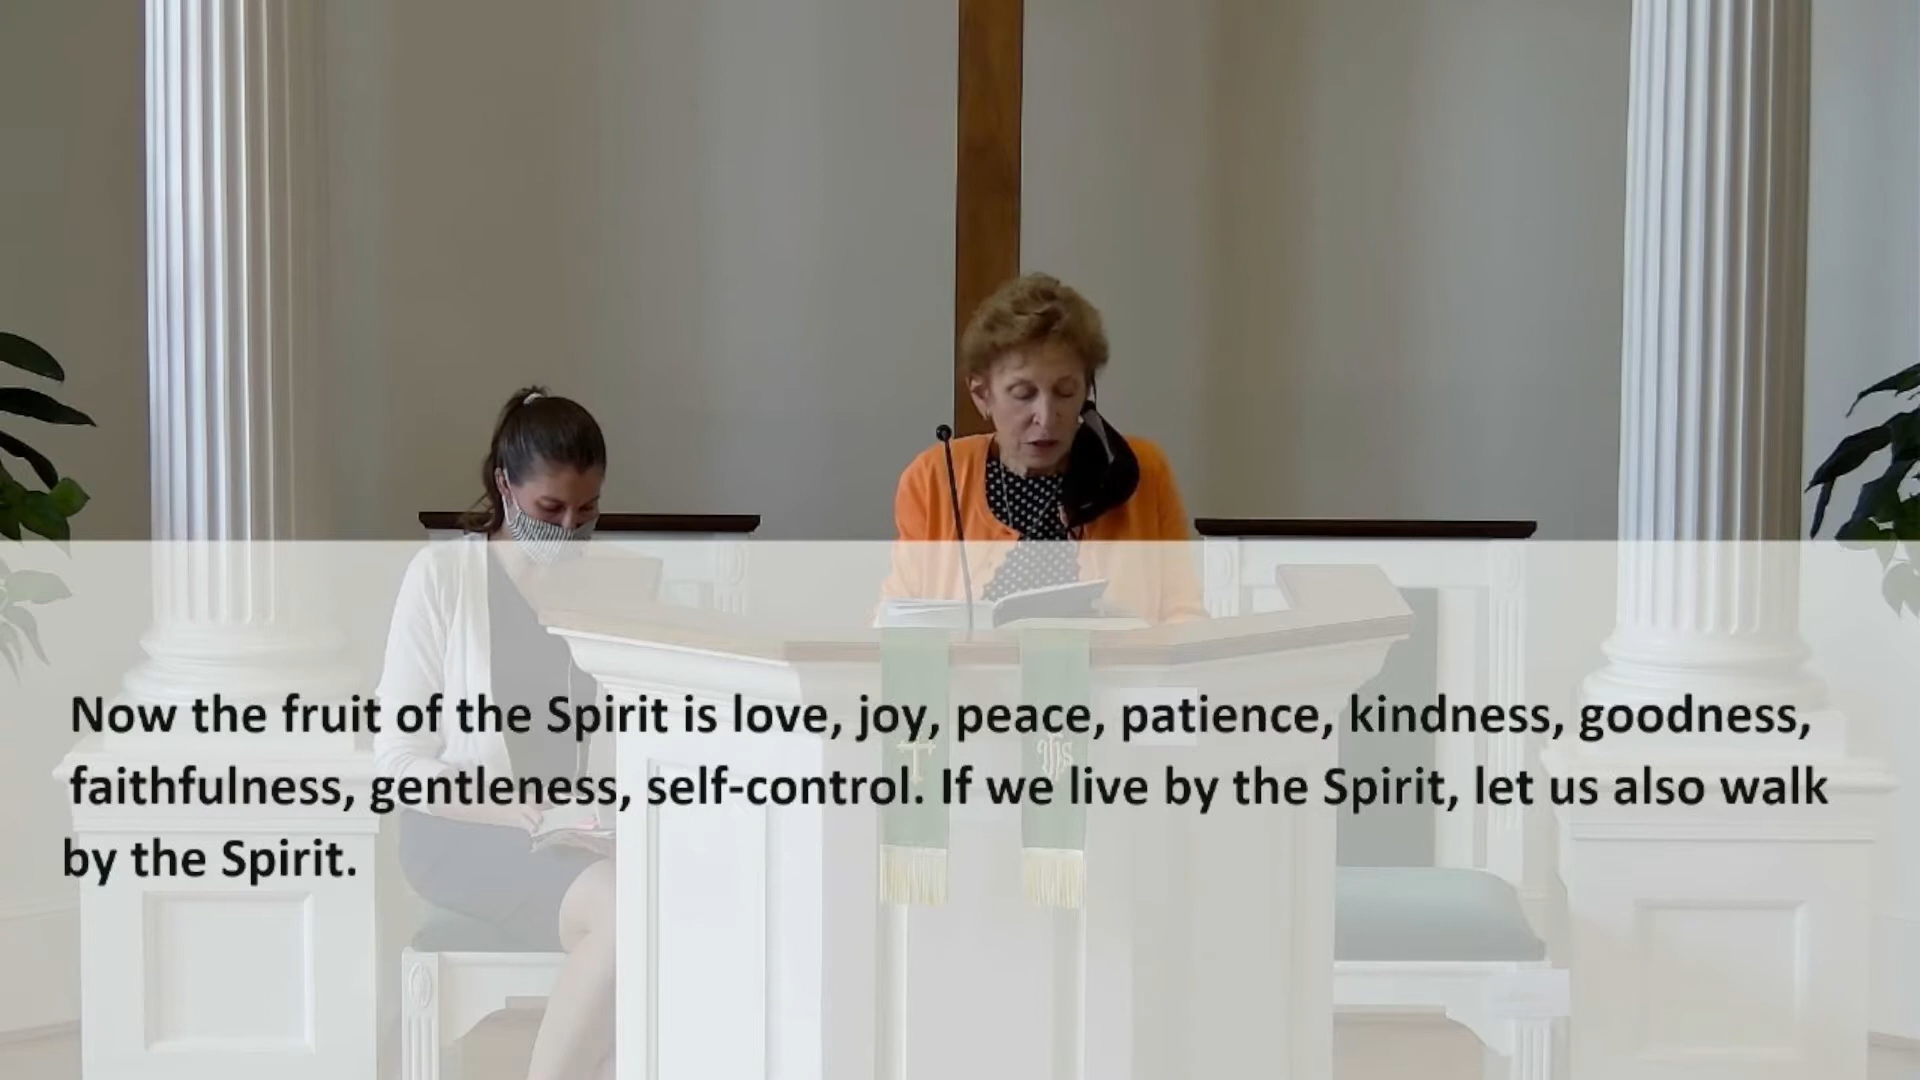 Now the fruit of the Spirit is love, joy, peace, patience, kindness, goodness,
faithfulness, gentleness, self-control. If we live by the Spirit, let us also walk
by the Spirit.
ihs